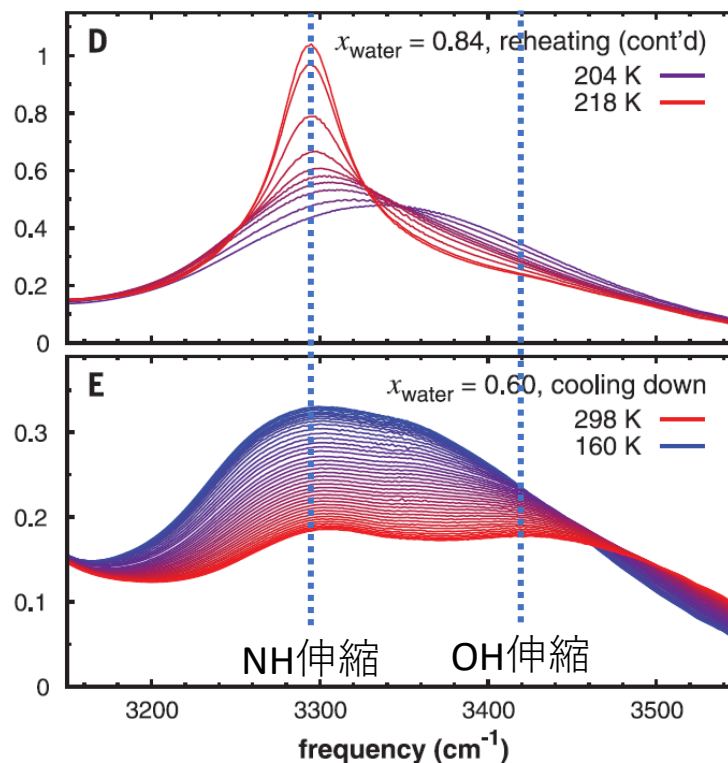 D
x_water = 0.84, reheating (cont'd)
204 K
218 K
1
0.8
0.6
0.4
0.2
0
E
x_water = 0.60, cooling down
298 K
160 K
0.3
0.2
0.1
0
NH伸縮 OH伸縮
3200 3300 3400 3500
frequency (cm⁻¹)